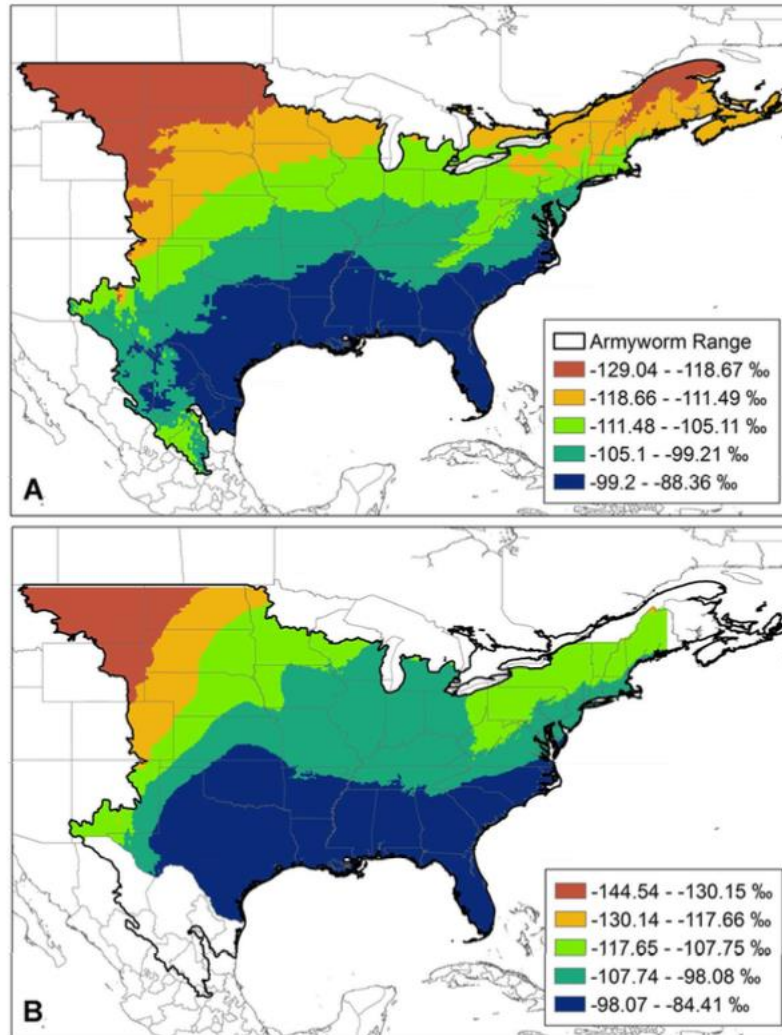 A
Armyworm Range
-129.04 - -118.67 ‰
-118.66 - -111.49 ‰
-111.48 - -105.11 ‰
-105.1 - -99.21 ‰
-99.2 - -88.36 ‰
B
-144.54 - -130.15 ‰
-130.14 - -117.66 ‰
-117.65 - -107.75 ‰
-107.74 - -98.08 ‰
-98.07 - -84.41 ‰